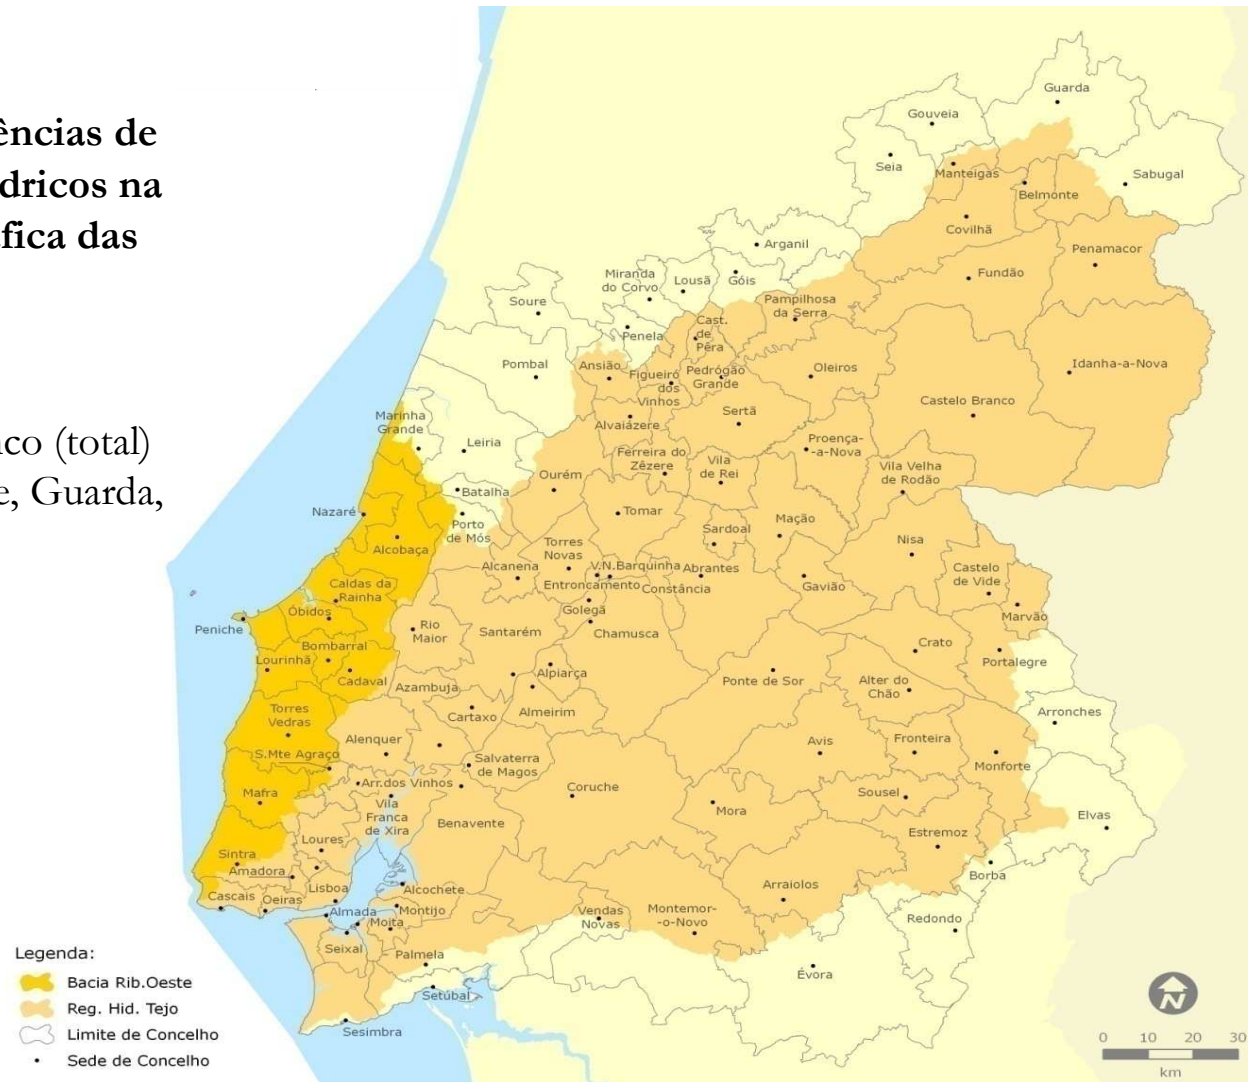 ências de
dricos na
fica das
co (total)
e, Guarda,
Guarda
Gouveia
Seia
Manteigas
Sabugal
Belmonte
Covilhã
Arganil
Penamacor
Fundão
Miranda
do Corvo
Lousã
Góis
Soure
Pampilhosa
da Serra
Cast.
de
Pêra
Penela
Pombal
Ansião
Figueiró
dos
Vinhos
Pedrógão
Grande
Oleiros
Idanha-a-Nova
Castelo Branco
Marinha
Grande
Alvaiázere
Sertã
Leiria
Proença-
-a-Nova
Ferreira do
Zêzere
Vila
de Rei
Vila Velha
de Rodão
Ourém
Batalha
Nazaré
Porto
de Mós
Tomar
Sardoal
Mação
Alcobaça
Torres
Novas
Nisa
Alcanena
V.N.Barquinha
Abrantes
Castelo
de Vide
Entroncamento
Constância
Gavião
Caldas da
Rainha
Óbidos
Golegã
Marvão
Peniche
Rio
Maior
Santarém
Chamusca
Bombarral
Crato
Lourinhã
Portalegre
Cadaval
Azambuja
Alpiarça
Ponte de Sor
Alter do
Chão
Torres
Vedras
Cartaxo
Almeirim
Arronches
Alenquer
Avis
Fronteira
S.Mte Agraço
Salvaterra
de Magos
Monforte
Arr.dos Vinhos
Coruche
Sousel
Mafra
Vila
Franca
de Xira
Benavente
Mora
Elvas
Estremoz
Loures
Sintra
Amadora
Borba
Lisboa
Alcochete
Arraiolos
Cascais
Oeiras
Almada
Montijo
Moita
Vendas
Novas
Montemor-
-o-Novo
Redondo
Seixal
Palmela
Évora
Setúbal
Sesimbra
Legenda:
Bacia Rib.Oeste
Reg. Hid. Tejo
Limite de Concelho
Sede de Concelho
N
0 10 20 30
km